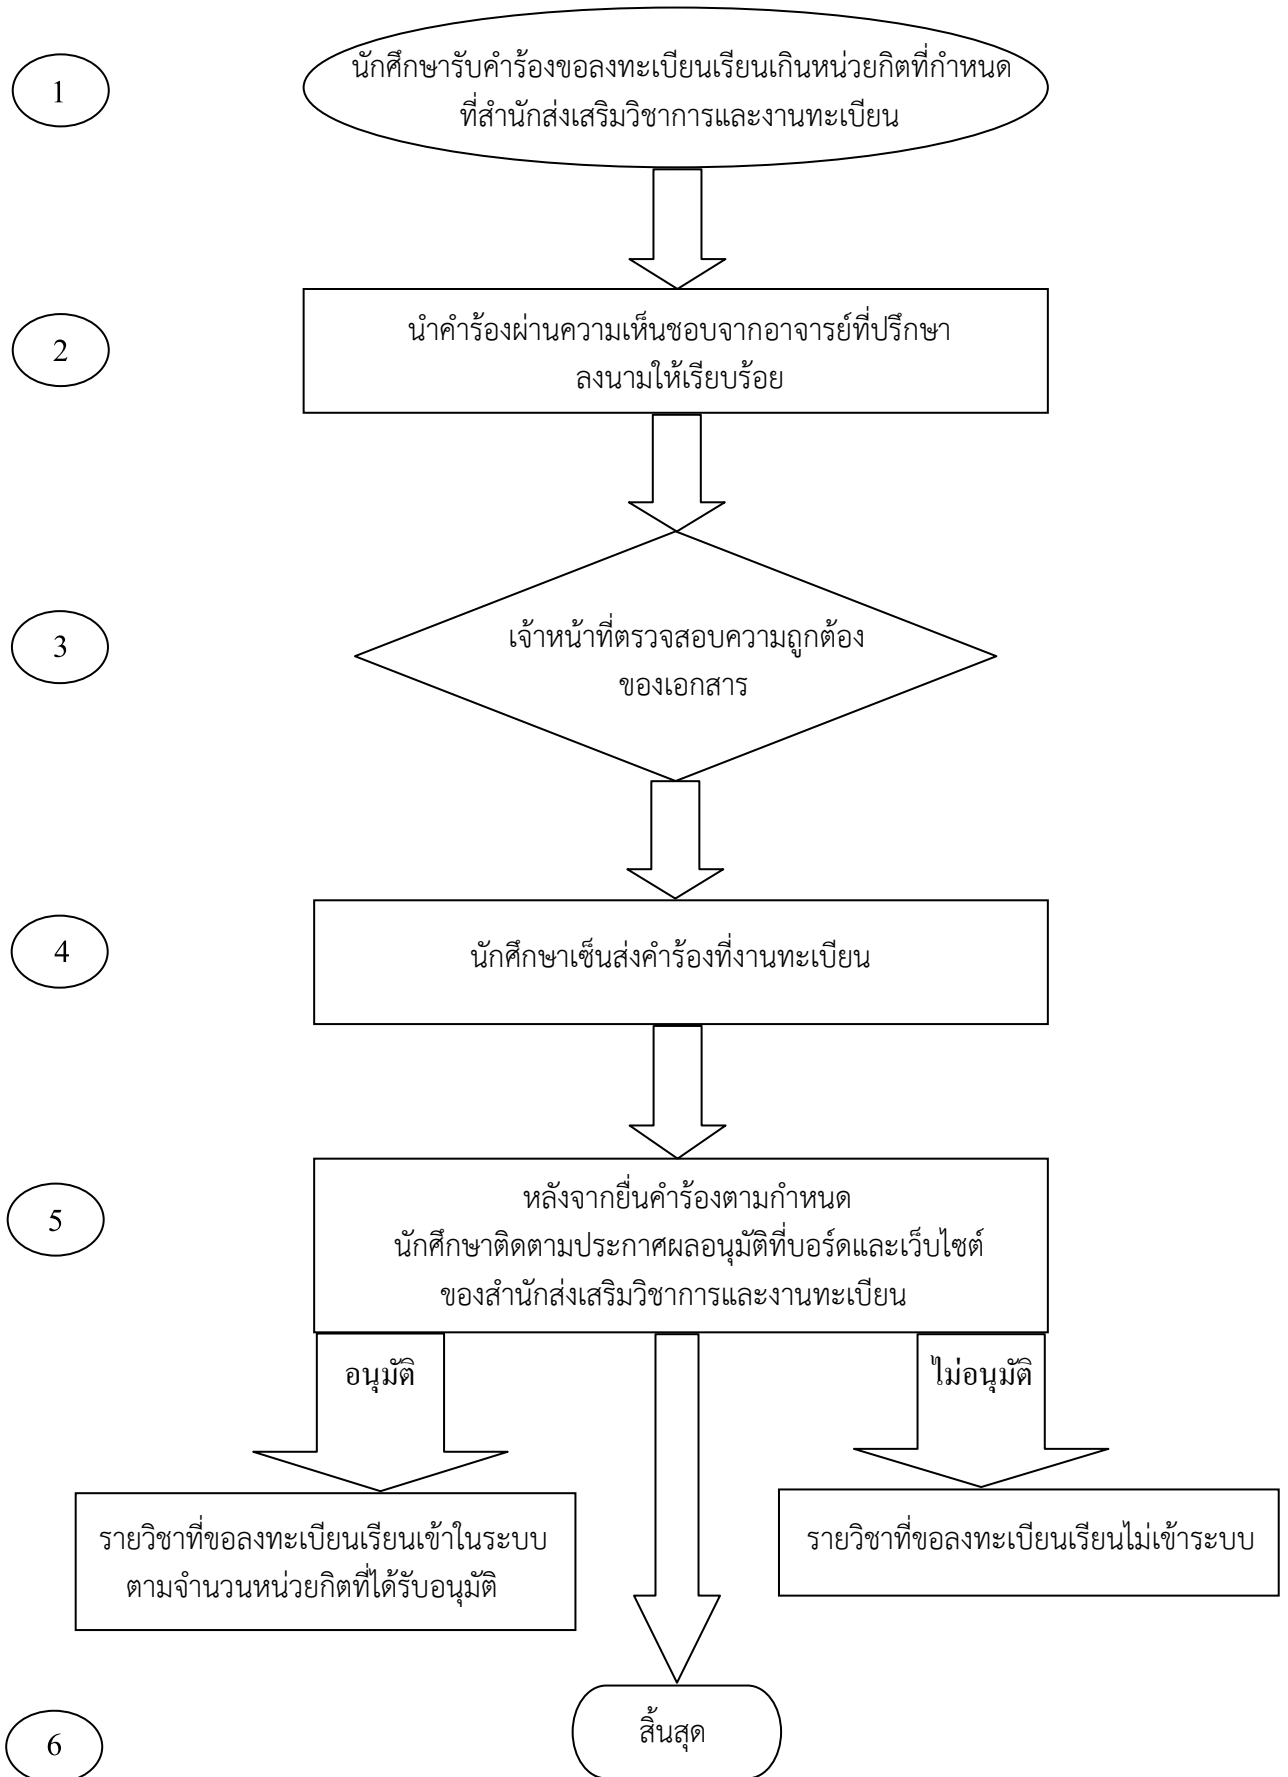 1
นักศึกษารับคำร้องขอลงทะเบียนเรียนเกินหน่วยกิตที่กำหนด
ที่สำนักส่งเสริมวิชาการและงานทะเบียน
2
นำคำร้องผ่านความเห็นชอบจากอาจารย์ที่ปรึกษา
ลงนามให้เรียบร้อย
3
เจ้าหน้าที่ตรวจสอบความถูกต้อง
ของเอกสาร
4
นักศึกษาเซ็นส่งคำร้องที่งานทะเบียน
5
หลังจากยื่นคำร้องตามกำหนด
นักศึกษาติดตามประกาศผลอนุมัติที่บอร์ดและเว็บไซต์
ของสำนักส่งเสริมวิชาการและงานทะเบียน
อนุมัติ
ไม่อนุมัติ
รายวิชาที่ขอลงทะเบียนเรียนเข้าในระบบ
ตามจำนวนหน่วยกิตที่ได้รับอนุมัติ
รายวิชาที่ขอลงทะเบียนเรียนไม่เข้าระบบ
6
สิ้นสุด